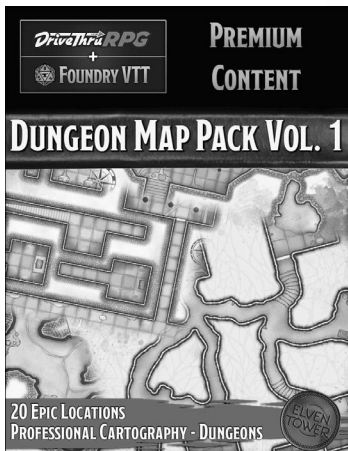 DriveThruRPG
+
FOUNDRY VTT
PREMIUM
CONTENT
DUNGEON MAP PACK VOL. 1
20 EPIC LOCATIONS
PROFESSIONAL CARTOGRAPHY - DUNGEONS
ELVEN
TOWER